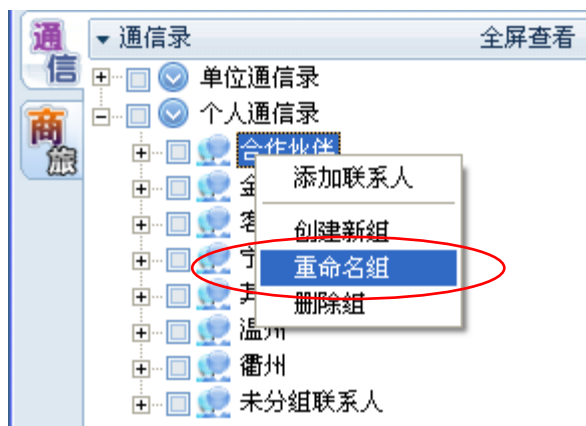 通信
商旅
通信录 全屏查看
单位通信录
个人通信录
合作伙伴
添加联系人
创建新组
重命名组
删除组
温州
衢州
未分组联系人